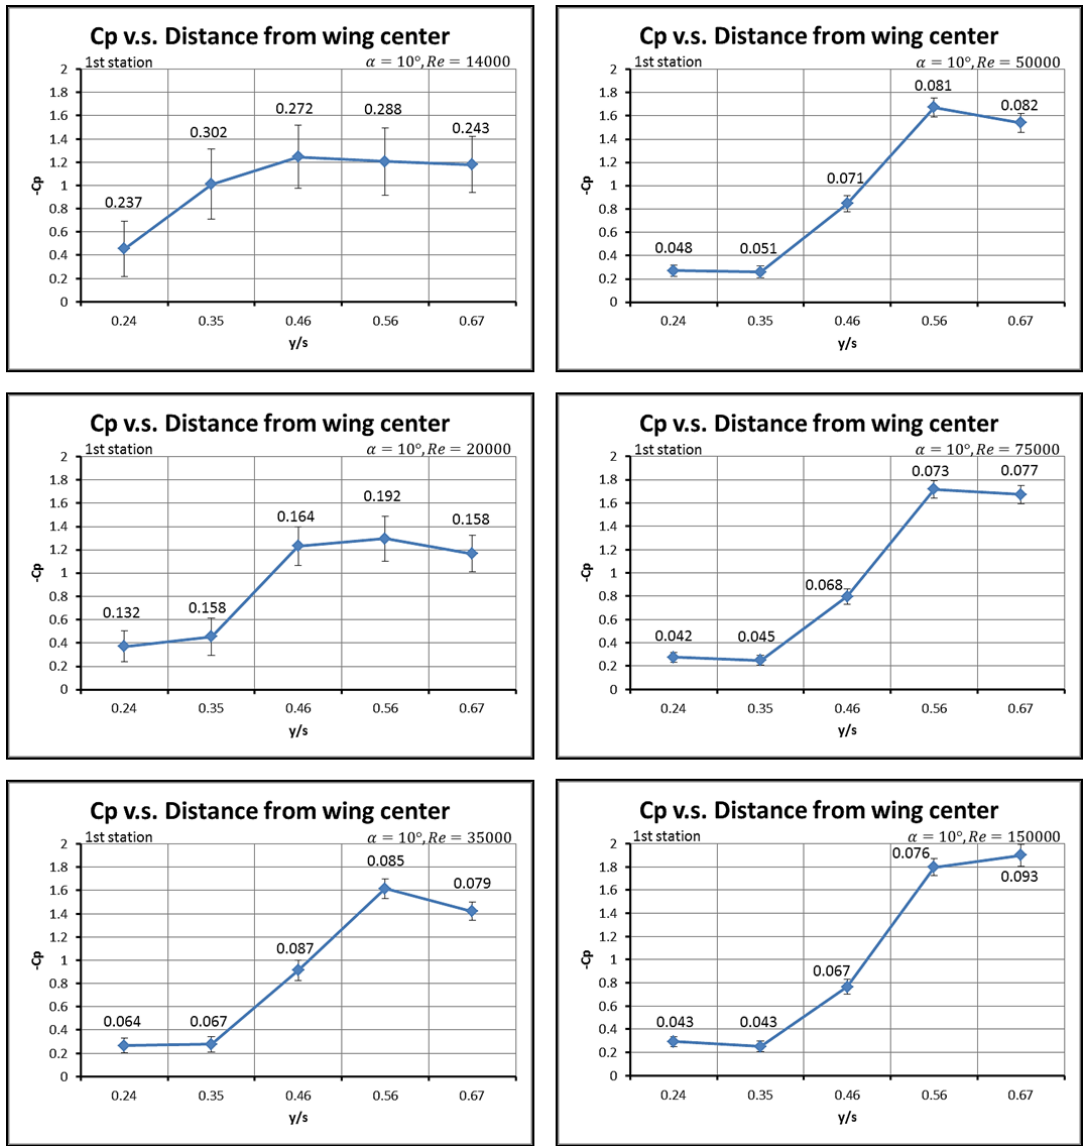 Cp v.s. Distance from wing center
1st station
α = 10°, Re = 14000
2
1.8
1.6
1.4
1.2
1
0.8
0.6
0.4
0.2
0
-Cp
0.237
0.302
0.272
0.288
0.243
0.24 0.35 0.46 0.56 0.67
y/s
Cp v.s. Distance from wing center
1st station
α = 10°, Re = 50000
2
1.8
1.6
1.4
1.2
1
0.8
0.6
0.4
0.2
0
-Cp
0.048
0.051
0.071
0.081
0.082
0.24 0.35 0.46 0.56 0.67
y/s
Cp v.s. Distance from wing center
1st station
α = 10°, Re = 20000
2
1.8
1.6
1.4
1.2
1
0.8
0.6
0.4
0.2
0
-Cp
0.132
0.158
0.164
0.192
0.158
0.24 0.35 0.46 0.56 0.67
y/s
Cp v.s. Distance from wing center
1st station
α = 10°, Re = 75000
2
1.8
1.6
1.4
1.2
1
0.8
0.6
0.4
0.2
0
-Cp
0.042
0.045
0.068
0.073
0.077
0.24 0.35 0.46 0.56 0.67
y/s
Cp v.s. Distance from wing center
1st station
α = 10°, Re = 35000
2
1.8
1.6
1.4
1.2
1
0.8
0.6
0.4
0.2
0
-Cp
0.064
0.067
0.087
0.085
0.079
0.24 0.35 0.46 0.56 0.67
y/s
Cp v.s. Distance from wing center
1st station
α = 10°, Re = 150000
2
1.8
1.6
1.4
1.2
1
0.8
0.6
0.4
0.2
0
-Cp
0.043
0.043
0.067
0.076
0.093
0.24 0.35 0.46 0.56 0.67
y/s